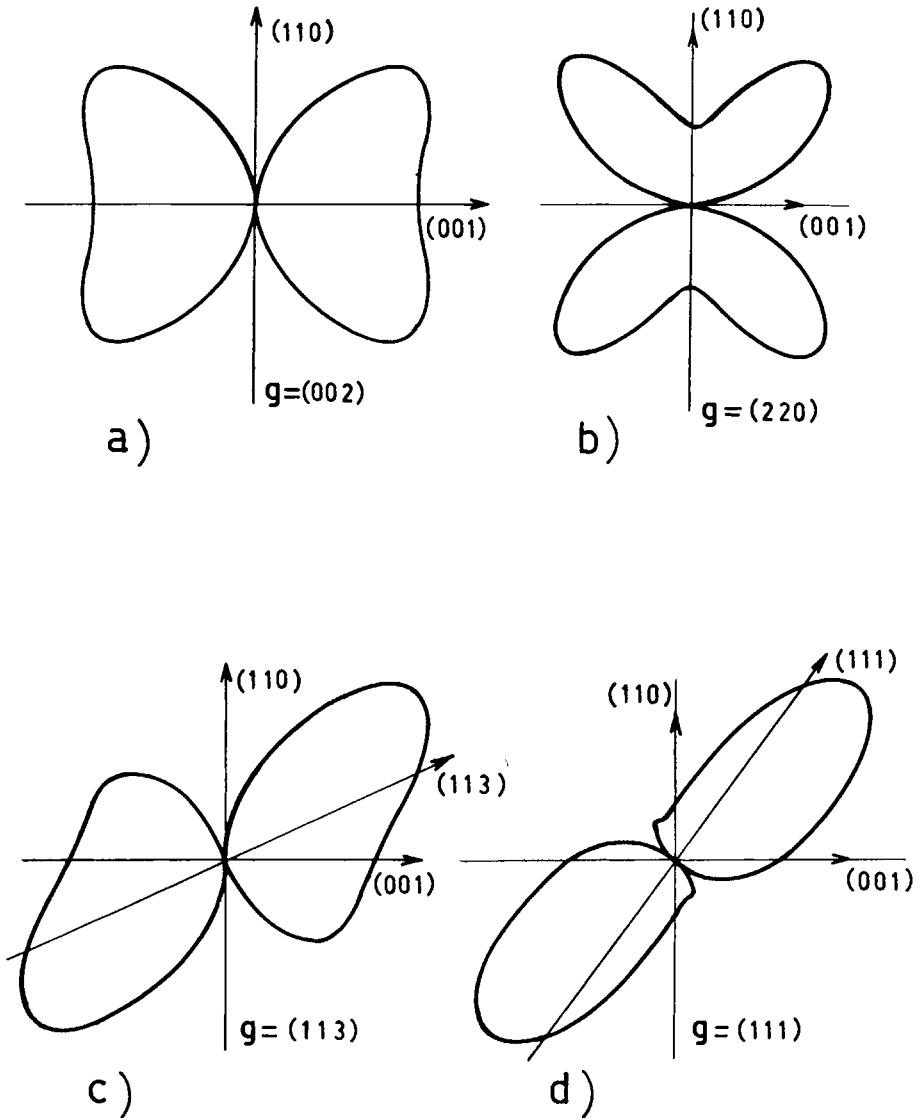 (110)
(001)
g=(002)
a)
(110)
(001)
g=(220)
b)
(110)
(113)
(001)
g=(113)
c)
(111)
(110)
(001)
g=(111)
d)